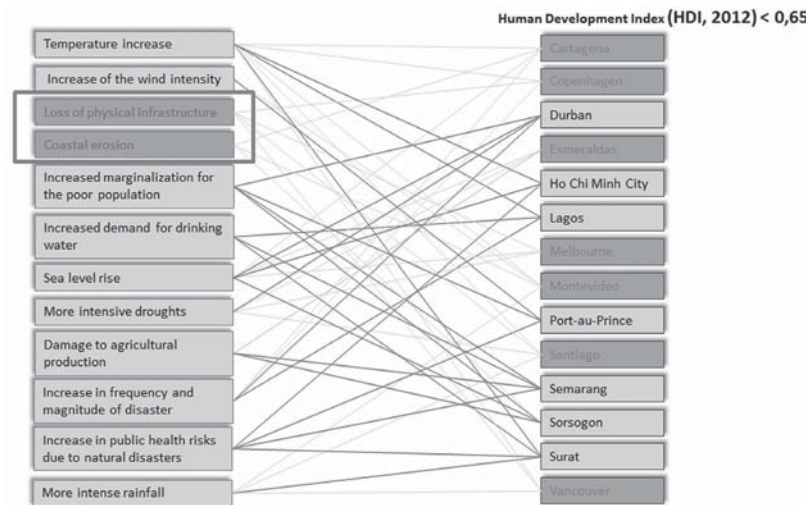 Human Development Index (HDI, 2012) < 0,65
Temperature increase
Increase of the wind intensity
Loss of physical Infrastructure
Coastal erosion
Increased marginalization for
the poor population
Increased demand for drinking
water
Sea level rise
More intensive droughts
Damage to agricultural
production
Increase in frequency and
magnitude of disaster
Increase in public health risks
due to natural disasters
More intense rainfall
Cartagena
Copenhagen
Durban
Esmeraldas
Ho Chi Minh City
Lagos
Melbourne
Montevideo
Port-au-Prince
Santiago
Semarang
Sorsogon
Surat
Vancouver